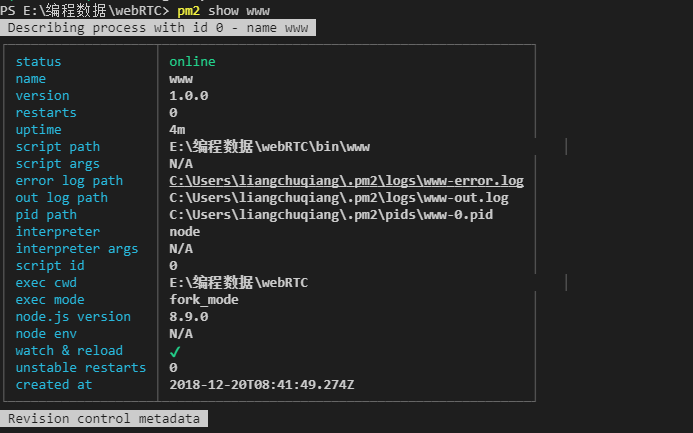 PS E:\编程数据\webRTC> pm2 show www
Describing process with id 0 - name www
status online
name www
version 1.0.0
restarts 0
uptime 4m
script path E:\编程数据\webRTC\bin\www
script args N/A
error log path C:\Users\liangchuqiang\.pm2\logs\www-error.log
out log path C:\Users\liangchuqiang\.pm2\logs\www-out.log
pid path C:\Users\liangchuqiang\.pm2\pids\www-0.pid
interpreter node
interpreter args N/A
script id 0
exec cwd E:\编程数据\webRTC
exec mode fork_mode
node.js version 8.9.0
node env N/A
watch & reload ✔
unstable restarts 0
created at 2018-12-20T08:41:49.274Z
Revision control metadata